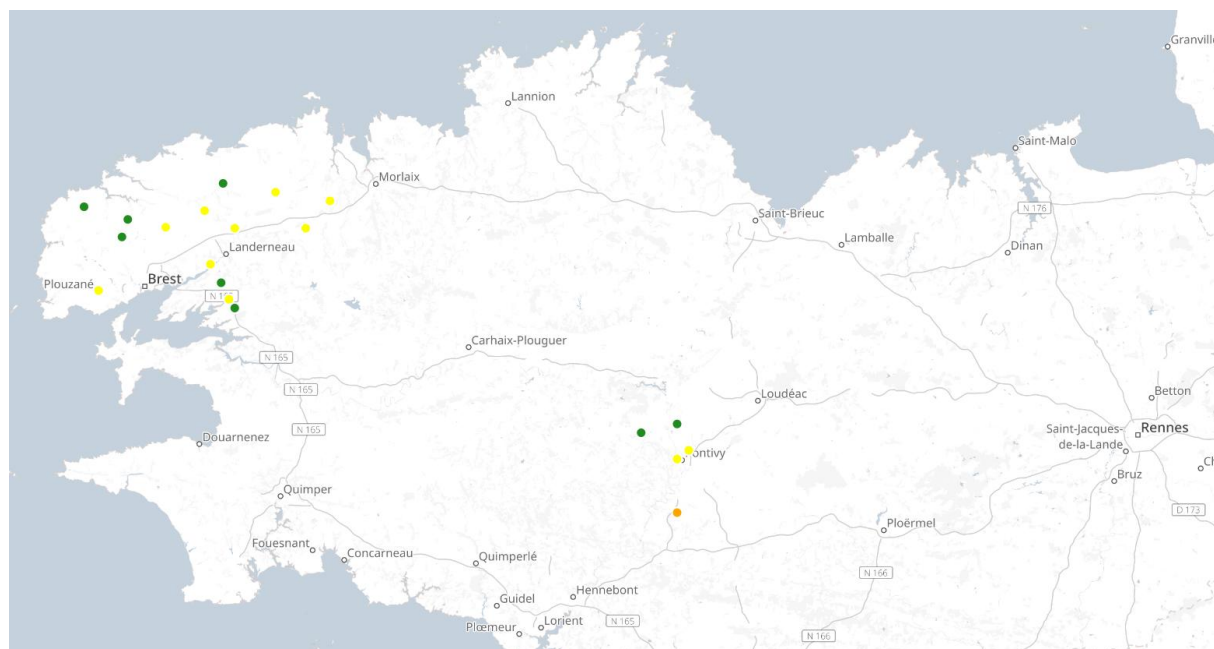 Granville
Lannion
Saint-Malo
Morlaix
N 176
Saint-Brieuc
Lamballe
Dinan
Landerneau
Brest
Plouzané
N 165
Carhaix-Plouguer
N 165
N 165
Loudéac
Betton
N 165
Saint-Jacques-
de-la-Lande
Rennes
Douarnenez
Pontivy
Ch
Bruz
Quimper
D 173
Ploërmel
Fouesnant
Concarneau
Quimperlé
N 166
Hennebont
Guidel
N 165
Plœmeur
Lorient
N 166